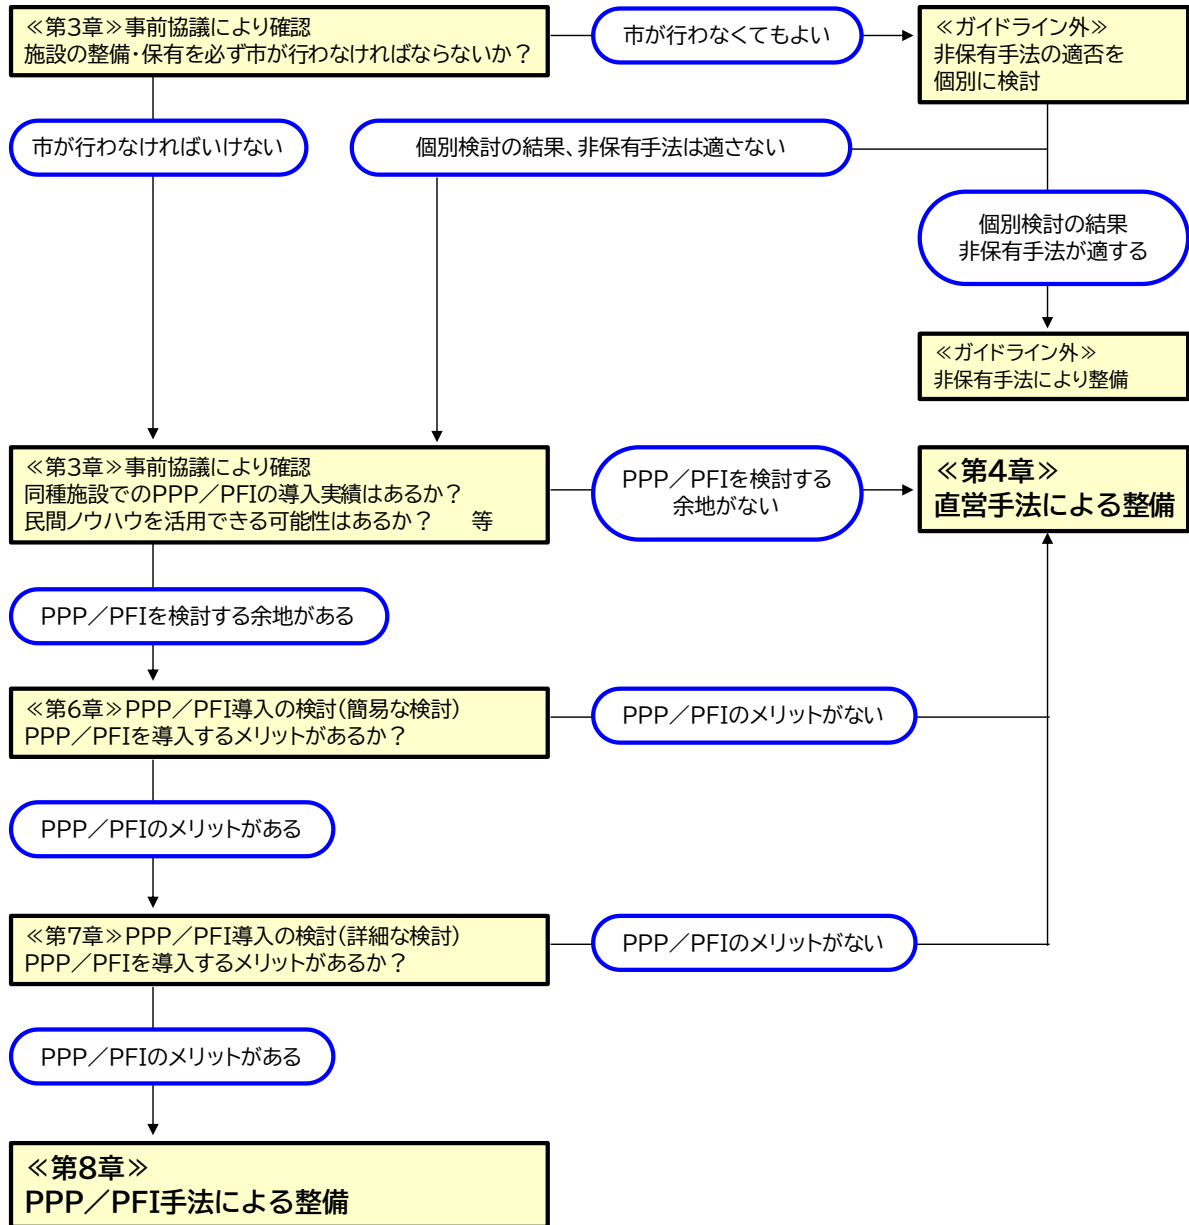 ≪第3章≫事前協議により確認
施設の整備・保有を必ず市が行わなければならないか？
市が行わなくてもよい
≪ガイドライン外≫
非保有手法の適否を
個別に検討
市が行わなければいけない
個別検討の結果、非保有手法は適さない
個別検討の結果
非保有手法が適する
≪ガイドライン外≫
非保有手法により整備
≪第3章≫事前協議により確認
同種施設でのPPP／PFIの導入実績はあるか？
民間ノウハウを活用できる可能性はあるか？　等
PPP／PFIを検討する
余地がない
≪第4章≫
直営手法による整備
PPP／PFIを検討する余地がある
≪第6章≫PPP／PFI導入の検討（簡易な検討）
PPP／PFIを導入するメリットがあるか？
PPP／PFIのメリットがない
PPP／PFIのメリットがある
≪第7章≫PPP／PFI導入の検討（詳細な検討）
PPP／PFIを導入するメリットがあるか？
PPP／PFIのメリットがない
PPP／PFIのメリットがある
≪第8章≫
PPP／PFI手法による整備